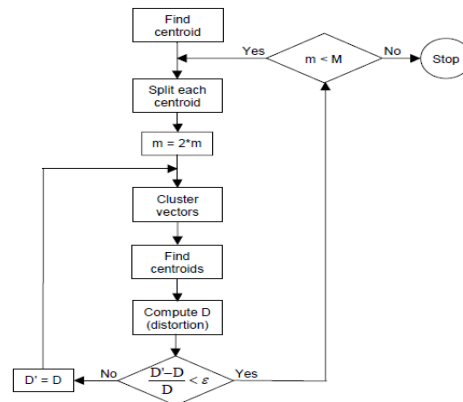 Find
centroid
Yes
m < M
No
Stop
Split each
centroid
m = 2*m
Cluster
vectors
Find
centroids
Compute D
(distortion)
D' = D
No
D'–D
D
< ε
Yes